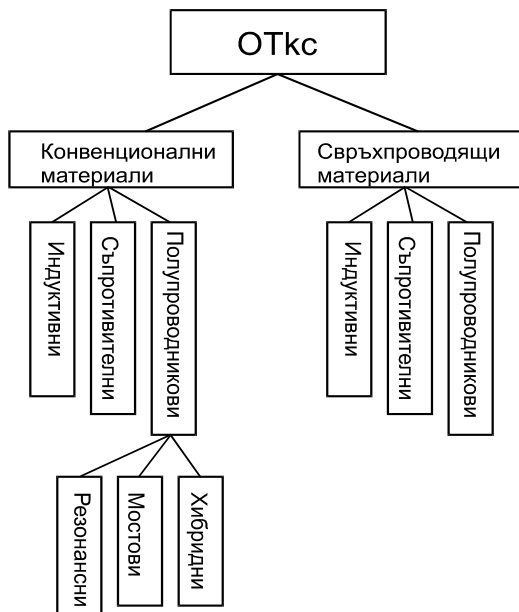 ОТкс
Конвенционални
материали
Свръхпроводящи
материали
Индуктивни
Съпротивителни
Полупроводникови
Индуктивни
Съпротивителни
Полупроводникови
Резонансни
Мостови
Хибридни